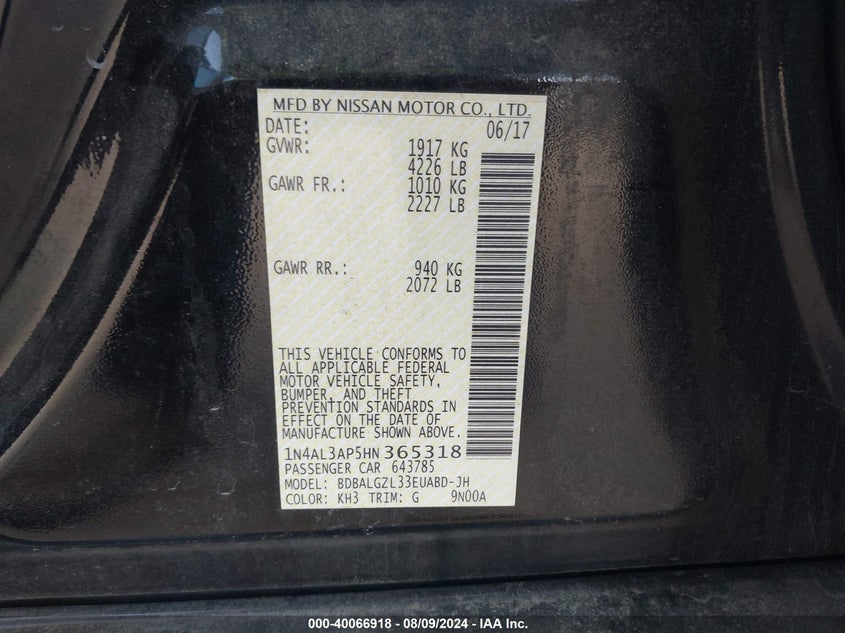 MFD BY NISSAN MOTOR CO., LTD.
DATE: 06/17
GVWR: 1917 KG
4226 LB
GAWR FR.: 1010 KG
2227 LB
GAWR RR.: 940 KG
2072 LB
THIS VEHICLE CONFORMS TO
ALL APPLICABLE FEDERAL
MOTOR VEHICLE SAFETY,
BUMPER, AND THEFT
PREVENTION STANDARDS IN
EFFECT ON THE DATE OF
MANUFACTURE SHOWN ABOVE.
1N4AL3AP5HN365318
PASSENGER CAR 643785
MODEL: BDBALGZL33EUABD-JH
COLOR: KH3 TRIM: G 9N00A
000-40066918 - 08/09/2024 - IAA Inc.